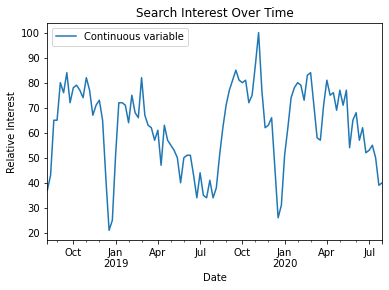 Search Interest Over Time
Continuous variable
Relative Interest
100
90
80
70
60
50
40
30
20
Oct Jan Apr Jul Oct Jan Apr Jul
2019 2020
Date